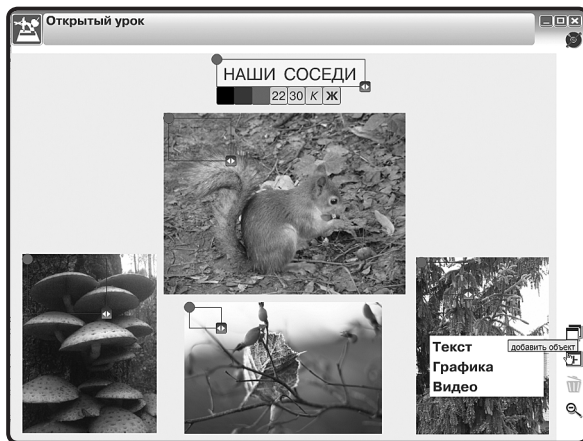 Открытый урок
НАШИ СОСЕДИ
22 30 К Ж
Текст
добавить объект
Графика
Видео